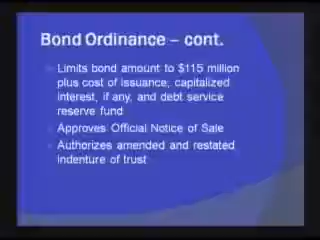 Bond Ordinance – cont.
Limits bond amount to $115 million
plus cost of issuance, capitalized
interest, if any, and debt service
reserve fund
Approves Official Notice of Sale
Authorizes amended and restated
indenture of trust